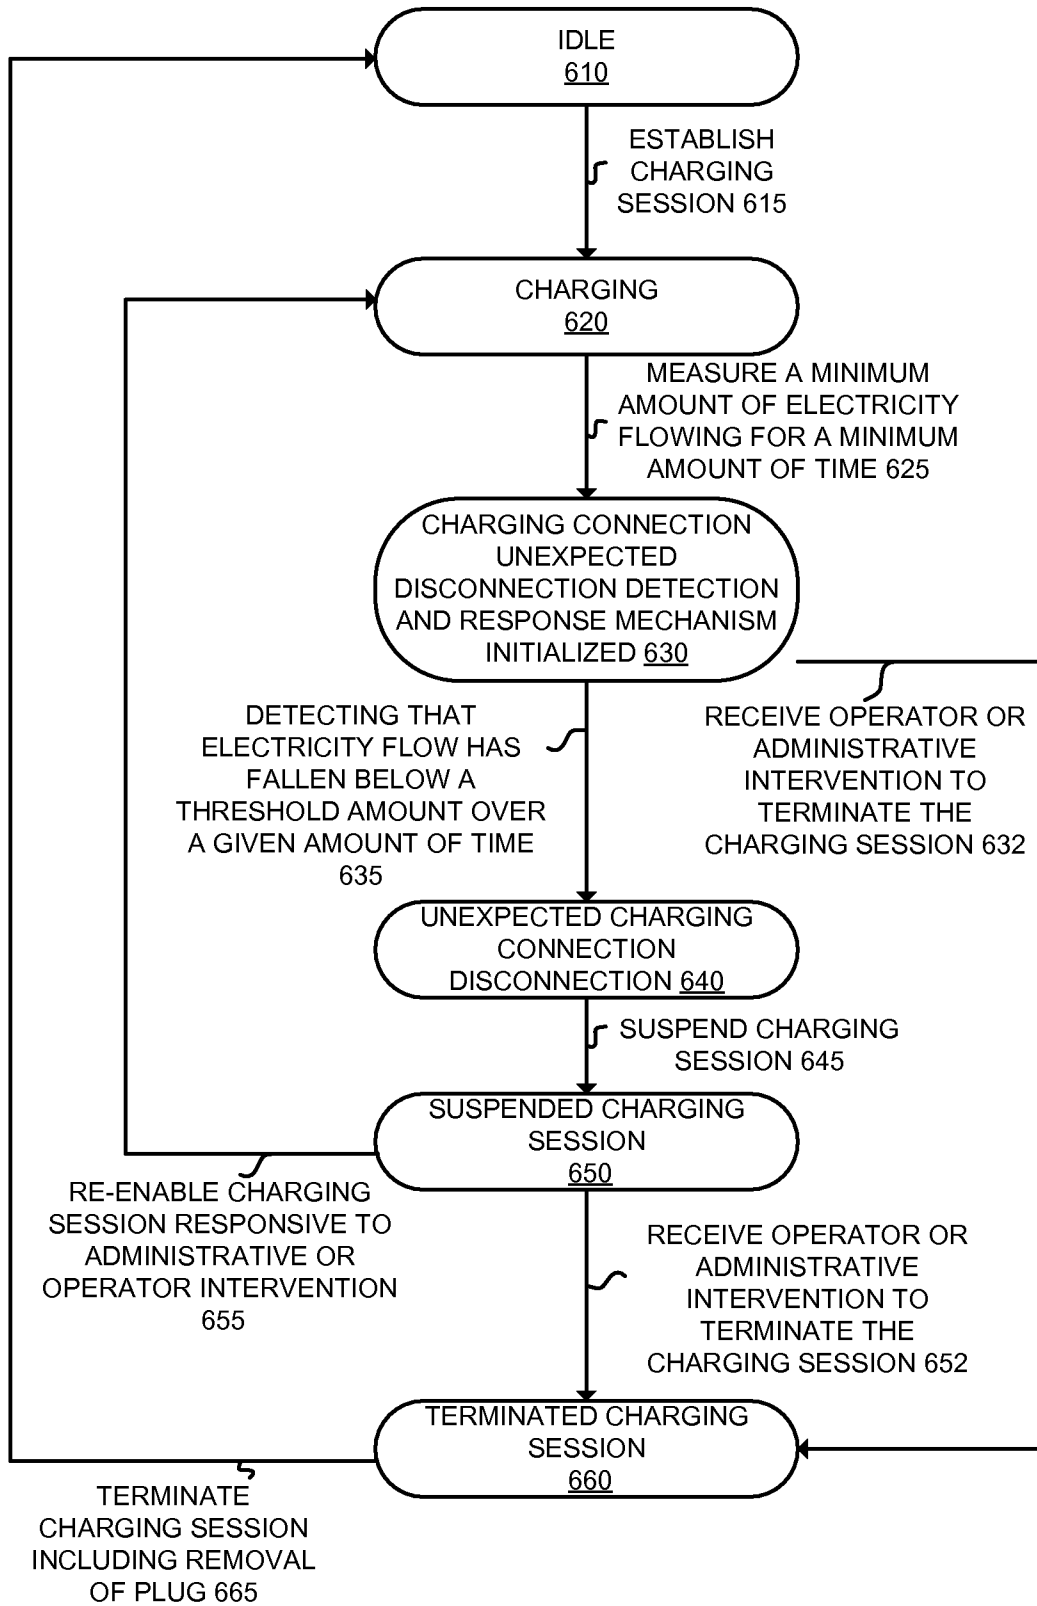 IDLE
610
ESTABLISH
CHARGING
SESSION 615
CHARGING
620
MEASURE A MINIMUM
AMOUNT OF ELECTRICITY
FLOWING FOR A MINIMUM
AMOUNT OF TIME 625
CHARGING CONNECTION
UNEXPECTED
DISCONNECTION DETECTION
AND RESPONSE MECHANISM
INITIALIZED 630
DETECTING THAT
ELECTRICITY FLOW HAS
FALLEN BELOW A
THRESHOLD AMOUNT OVER
A GIVEN AMOUNT OF TIME
635
RECEIVE OPERATOR OR
ADMINISTRATIVE
INTERVENTION TO
TERMINATE THE
CHARGING SESSION 632
UNEXPECTED CHARGING
CONNECTION
DISCONNECTION 640
SUSPEND CHARGING
SESSION 645
SUSPENDED CHARGING
SESSION
650
RE-ENABLE CHARGING
SESSION RESPONSIVE TO
ADMINISTRATIVE OR
OPERATOR INTERVENTION
655
RECEIVE OPERATOR OR
ADMINISTRATIVE
INTERVENTION TO
TERMINATE THE
CHARGING SESSION 652
TERMINATED CHARGING
SESSION
660
TERMINATE
CHARGING SESSION
INCLUDING REMOVAL
OF PLUG 665